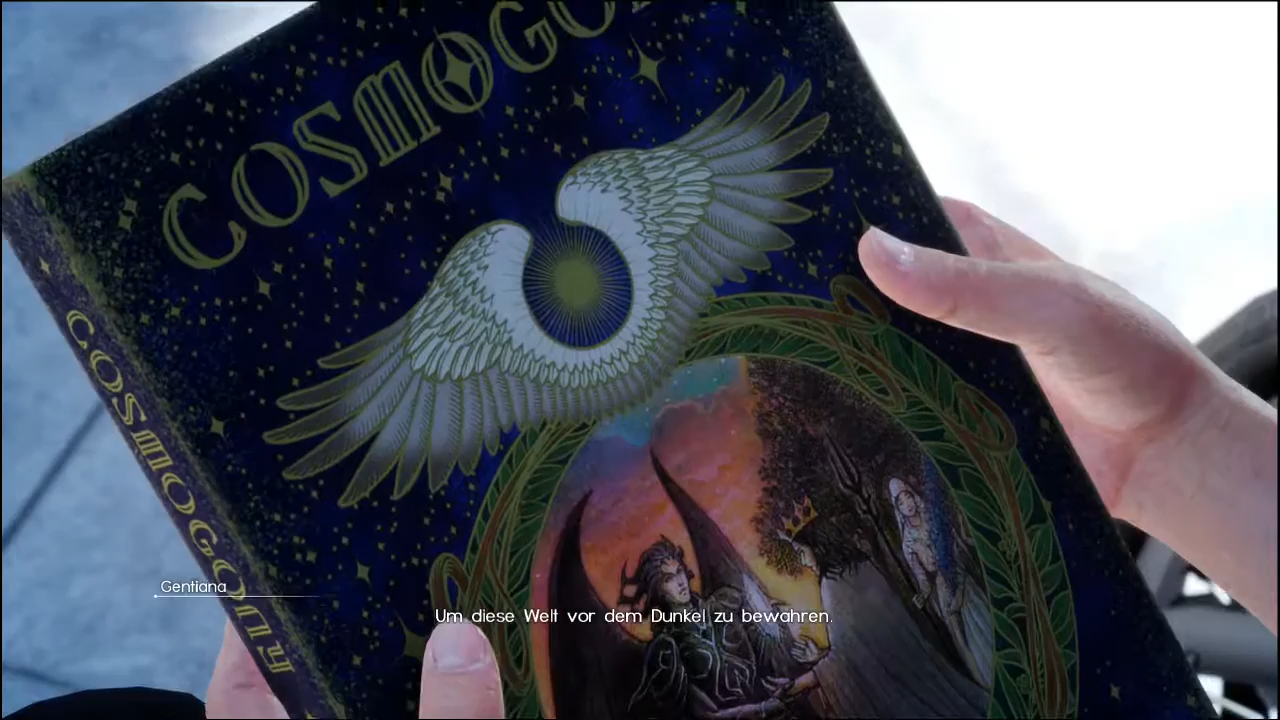 COSMOGO
COSMOGONY
Gentiana
Um diese Welt vor dem Dunkel zu bewahren.